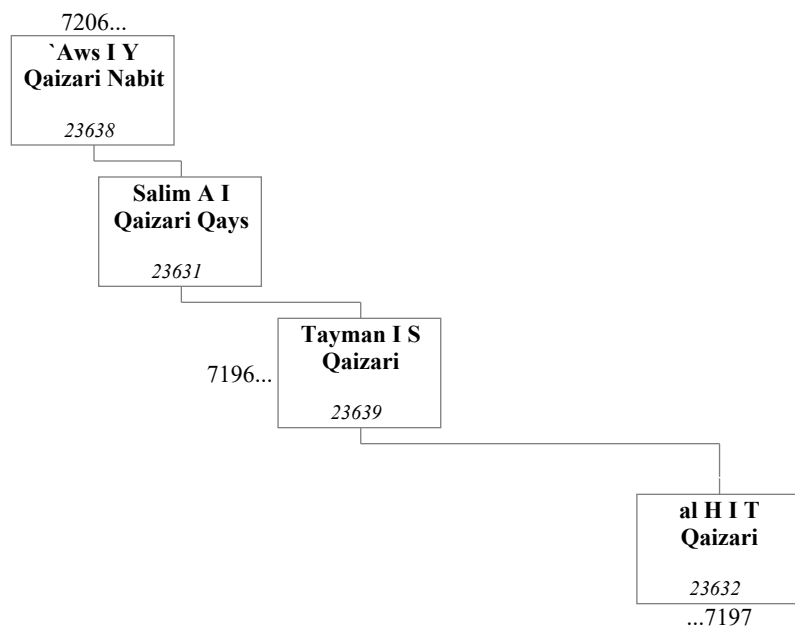 7206...
`Aws I Y
Qaizari Nabit
23638
Salim A I
Qaizari Qays
23631
Tayman I S
Qaizari
7196...
23639
al H I T
Qaizari
23632
...7197